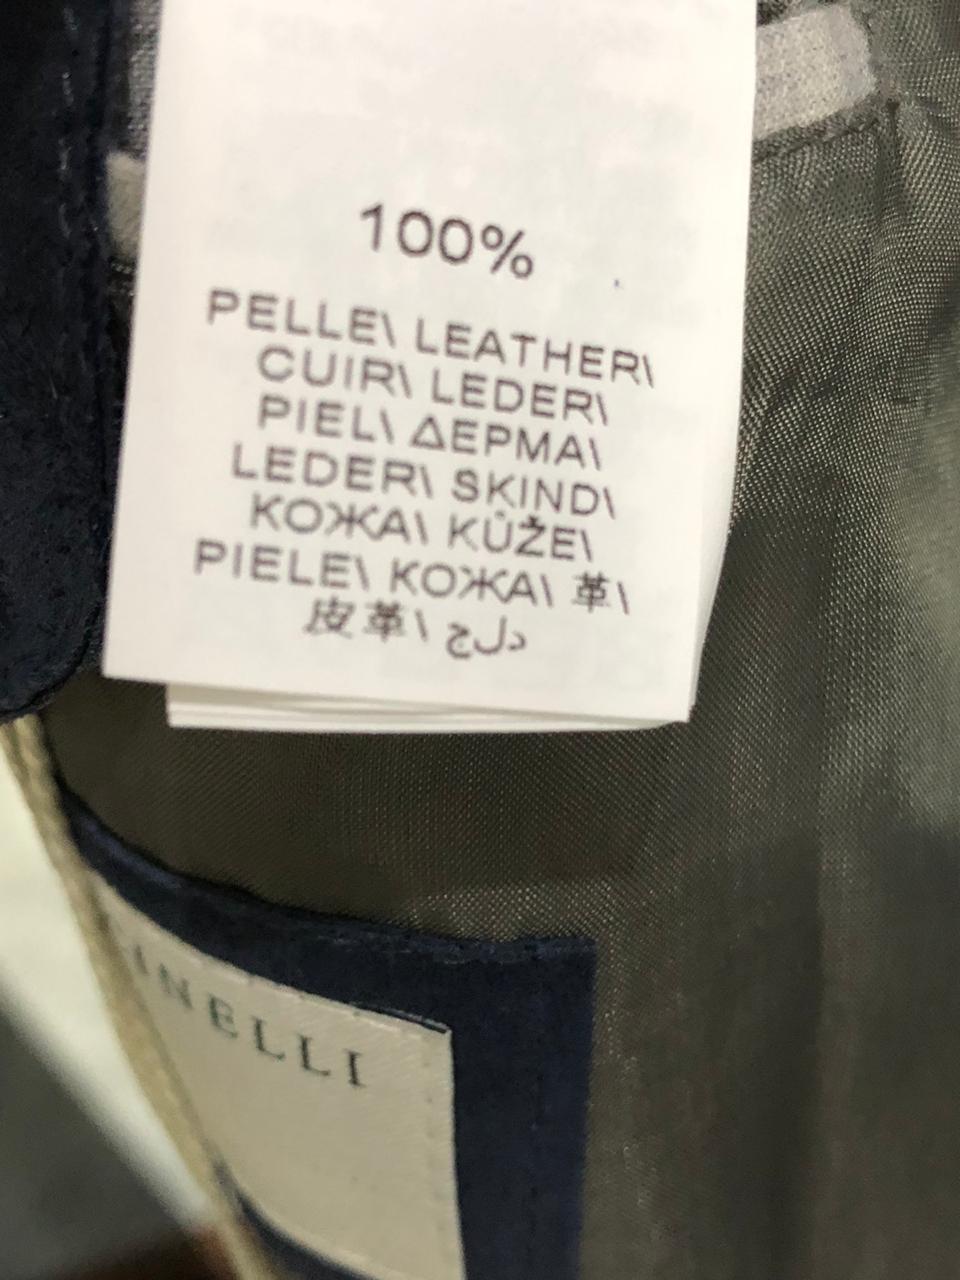 100%
PELLE\ LEATHER\
CUIR\ LEDER\
PIEL\ ΔΕΡΜΑ\
LEDER\ SKIND\
КОЖА\ KŮŽE\
PIELE\ КОЖА\ 革\
皮革\ جلد
INELLI